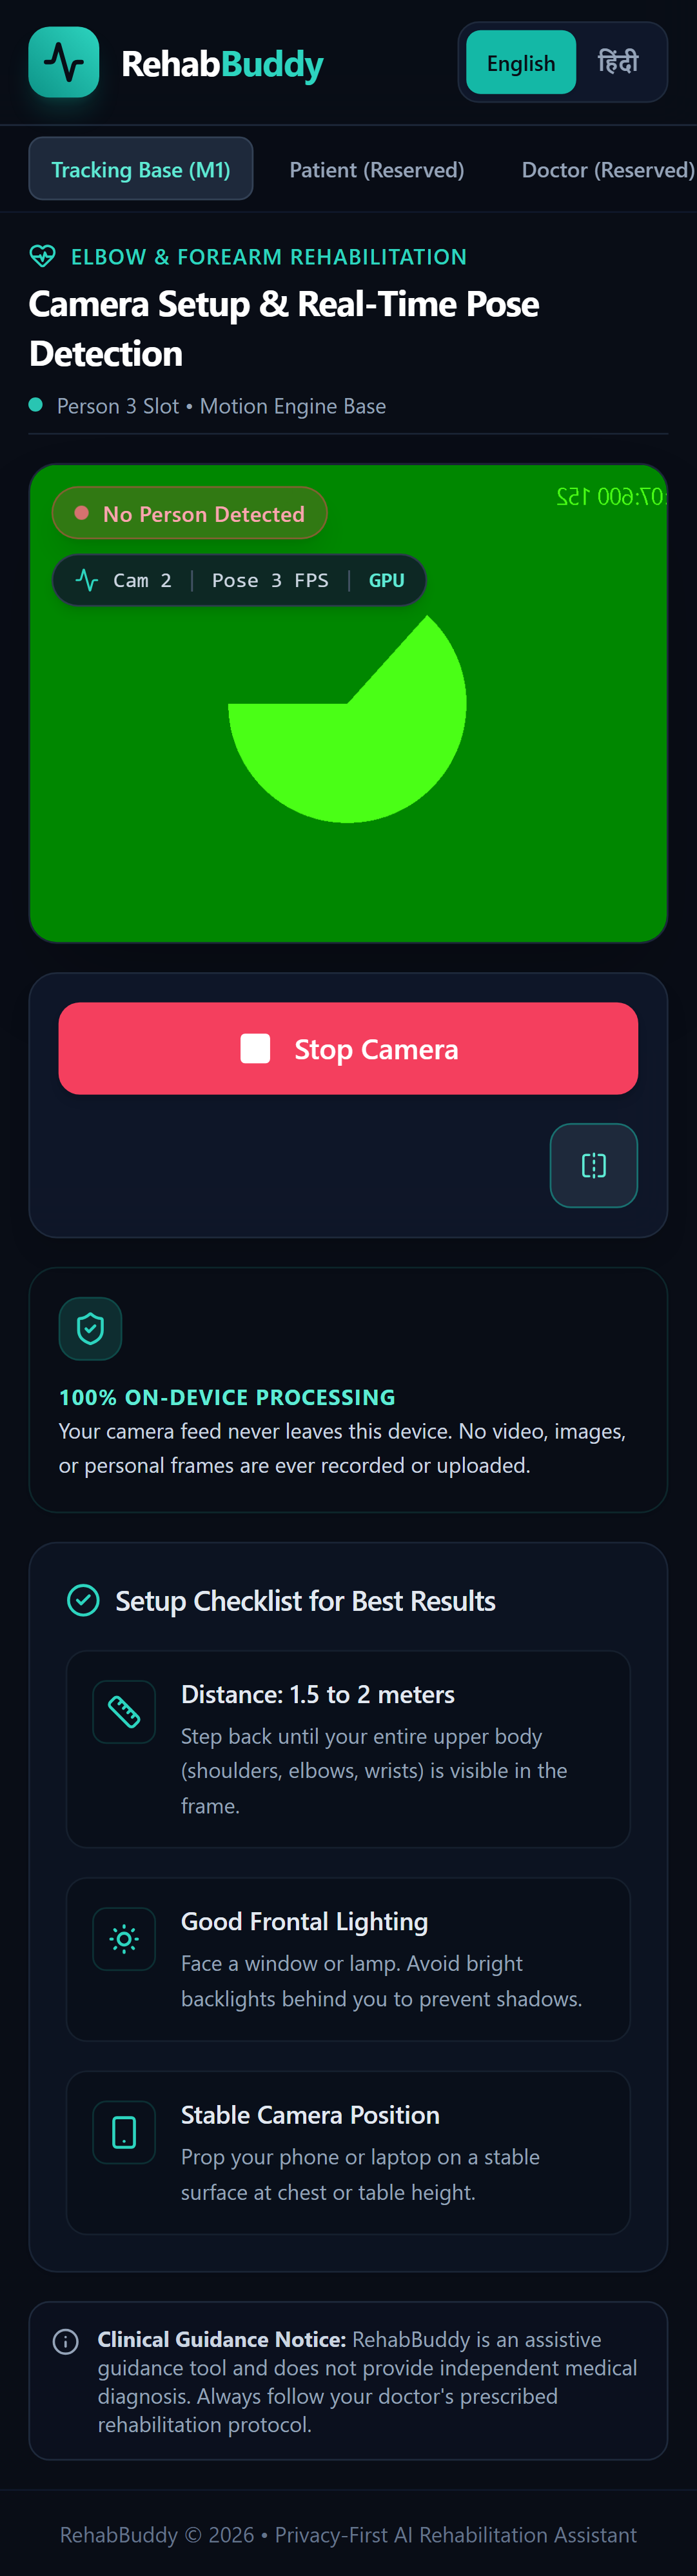 RehabBuddy
English
हिंदी
Tracking Base (M1)
Patient (Reserved)
Doctor (Reserved)
ELBOW & FOREARM REHABILITATION
Camera Setup & Real-Time Pose
Detection
Person 3 Slot • Motion Engine Base
No Person Detected
:07:600 152
Cam 2 | Pose 3 FPS | GPU
Stop Camera
100% ON-DEVICE PROCESSING
Your camera feed never leaves this device. No video, images,
or personal frames are ever recorded or uploaded.
Setup Checklist for Best Results
Distance: 1.5 to 2 meters
Step back until your entire upper body
(shoulders, elbows, wrists) is visible in the
frame.
Good Frontal Lighting
Face a window or lamp. Avoid bright
backlights behind you to prevent shadows.
Stable Camera Position
Prop your phone or laptop on a stable
surface at chest or table height.
Clinical Guidance Notice: RehabBuddy is an assistive
guidance tool and does not provide independent medical
diagnosis. Always follow your doctor's prescribed
rehabilitation protocol.
RehabBuddy © 2026 • Privacy-First AI Rehabilitation Assistant